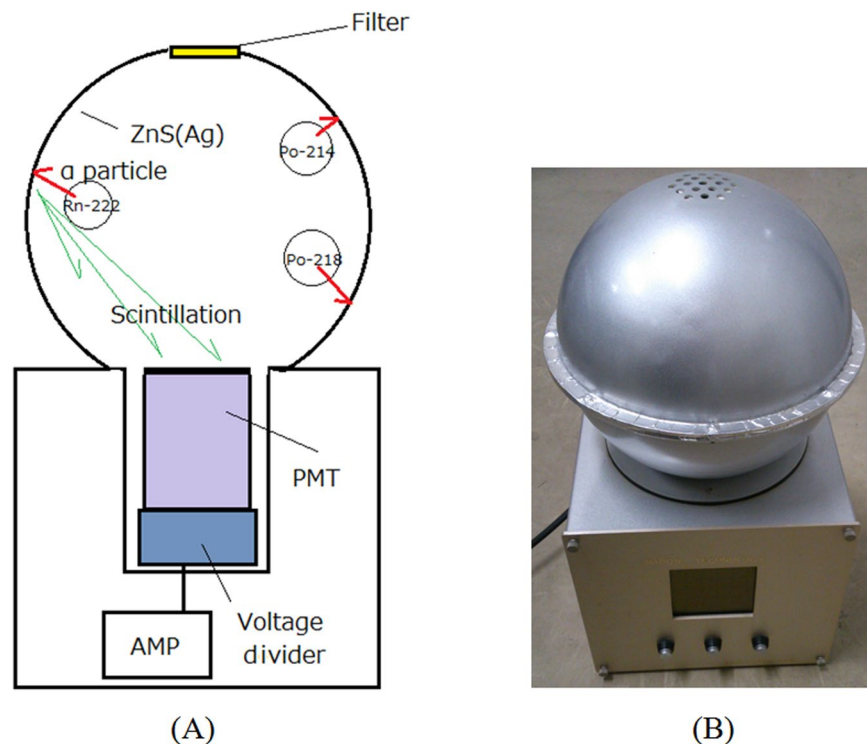 Filter
ZnS(Ag)
α particle
Rn-222
Po-214
Po-218
Scintillation
PMT
Voltage
divider
AMP
(A)
(B)